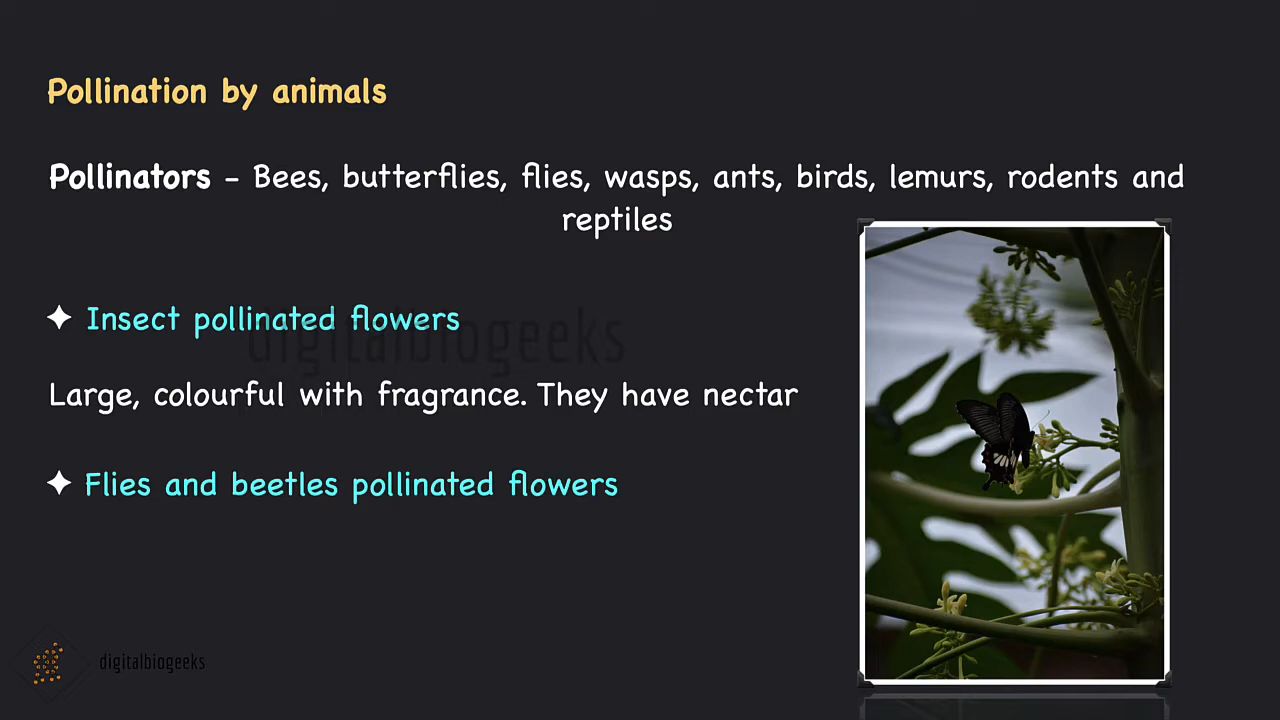 Pollination by animals
Pollinators - Bees, butterflies, flies, wasps, ants, birds, lemurs, rodents and
reptiles
Insect pollinated flowers
digitalbiogeeks
Large, colourful with fragrance. They have nectar
Flies and beetles pollinated flowers
digitalbiogeeks